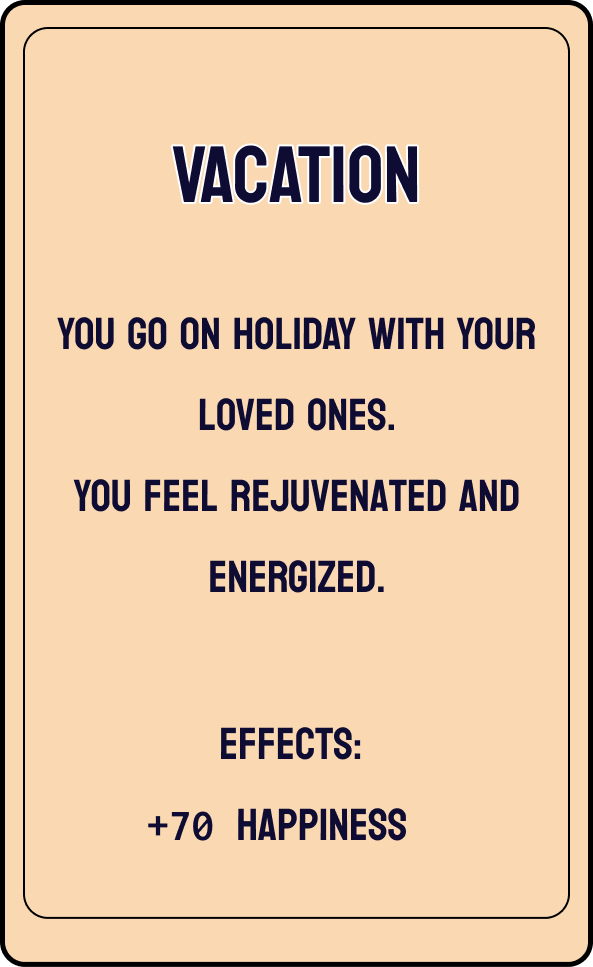 VACATION
YOU GO ON HOLIDAY WITH YOUR
LOVED ONES.
YOU FEEL REJUVENATED AND
ENERGIZED.
EFFECTS:
+70 HAPPINESS